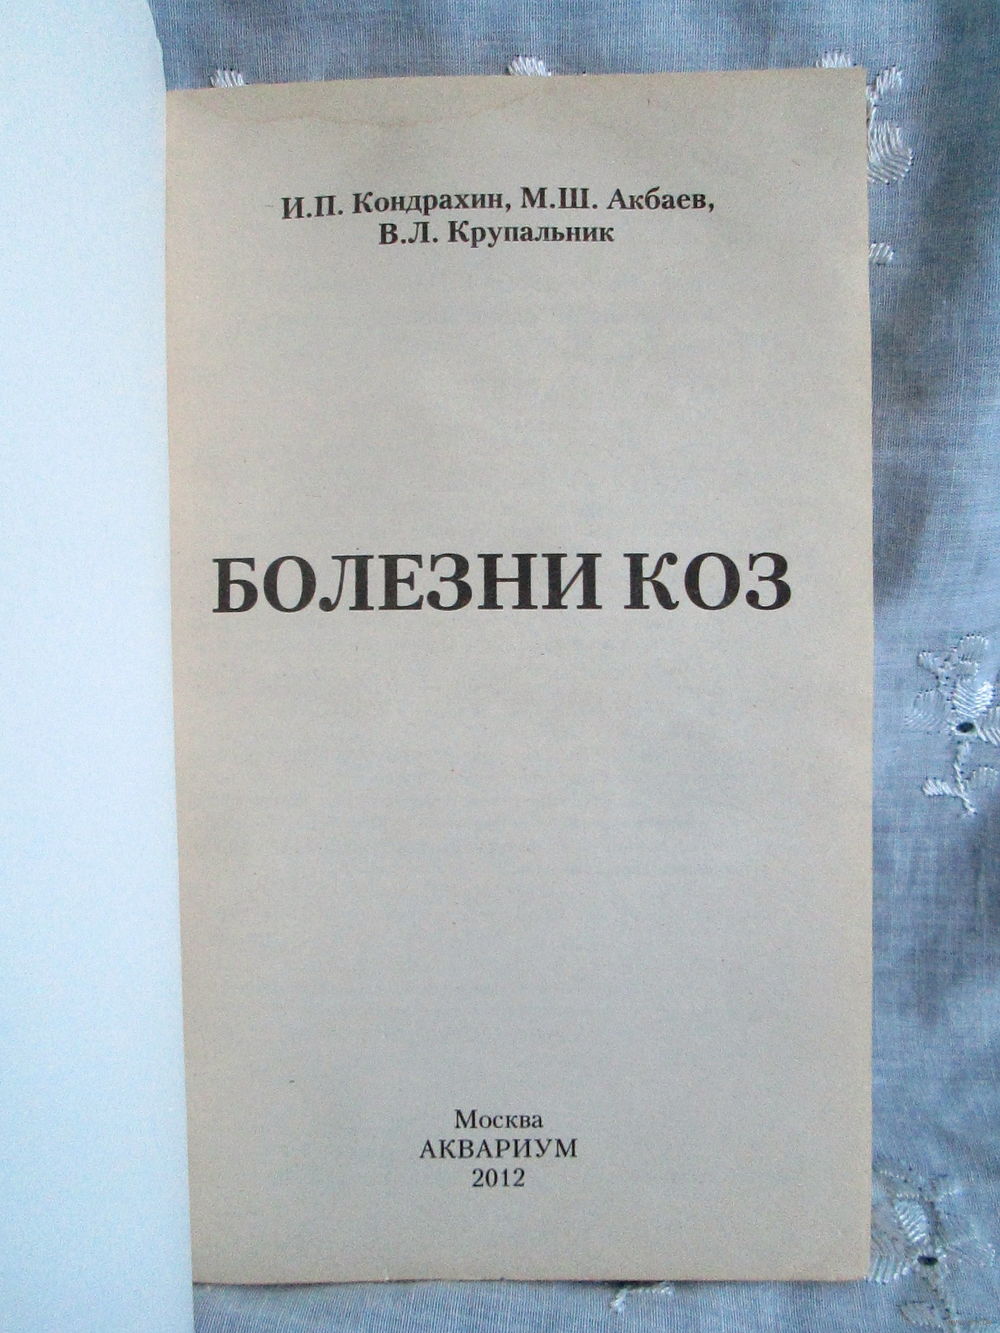 И.П. Кондрахин, М.Ш. Акбаев,
В.Л. Крупальник
БОЛЕЗНИ КОЗ
Москва
АКВАРИУМ
2012